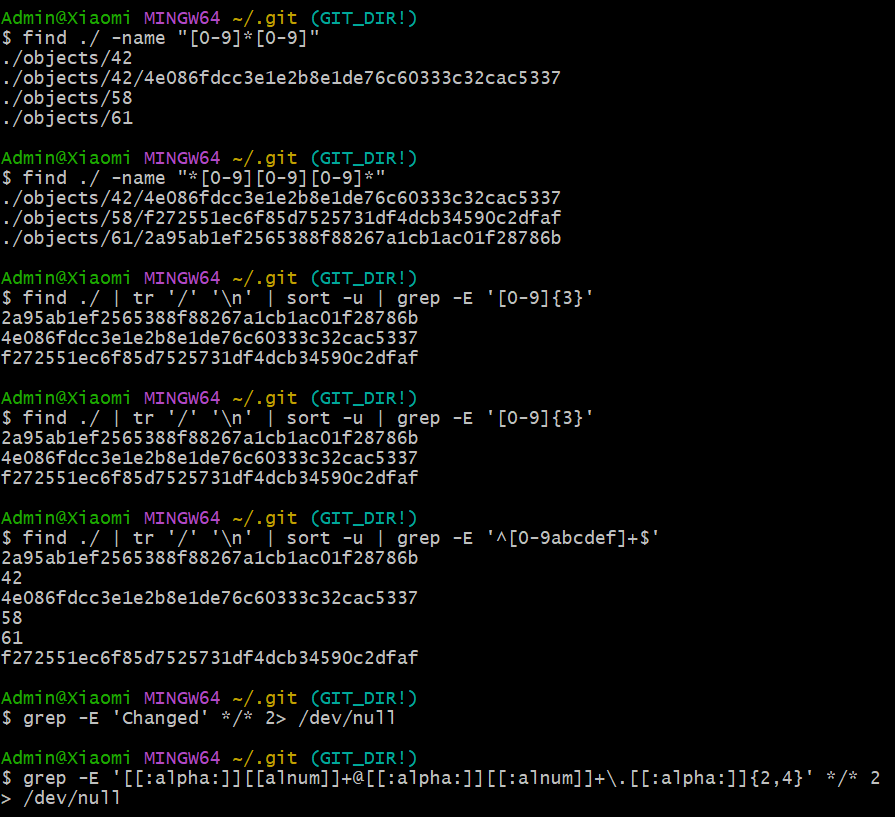 Admin@Xiaomi MINGW64 ~/.git (GIT_DIR!)
$ find ./ -name "[0-9]*[0-9]"
./objects/42
./objects/42/4e086fdcc3e1e2b8e1de76c60333c32cac5337
./objects/58
./objects/61
Admin@Xiaomi MINGW64 ~/.git (GIT_DIR!)
$ find ./ -name "*[0-9][0-9][0-9]*"
./objects/42/4e086fdcc3e1e2b8e1de76c60333c32cac5337
./objects/58/f272551ec6f85d7525731df4dcb34590c2dfaf
./objects/61/2a95ab1ef2565388f88267a1cb1ac01f28786b
Admin@Xiaomi MINGW64 ~/.git (GIT_DIR!)
$ find ./ | tr '/' '\n' | sort -u | grep -E '[0-9]{3}'
2a95ab1ef2565388f88267a1cb1ac01f28786b
4e086fdcc3e1e2b8e1de76c60333c32cac5337
f272551ec6f85d7525731df4dcb34590c2dfaf
Admin@Xiaomi MINGW64 ~/.git (GIT_DIR!)
$ find ./ | tr '/' '\n' | sort -u | grep -E '[0-9]{3}'
2a95ab1ef2565388f88267a1cb1ac01f28786b
4e086fdcc3e1e2b8e1de76c60333c32cac5337
f272551ec6f85d7525731df4dcb34590c2dfaf
Admin@Xiaomi MINGW64 ~/.git (GIT_DIR!)
$ find ./ | tr '/' '\n' | sort -u | grep -E '^[0-9abcdef]+$'
2a95ab1ef2565388f88267a1cb1ac01f28786b
42
4e086fdcc3e1e2b8e1de76c60333c32cac5337
58
61
f272551ec6f85d7525731df4dcb34590c2dfaf
Admin@Xiaomi MINGW64 ~/.git (GIT_DIR!)
$ grep -E 'Changed' */* 2> /dev/null
Admin@Xiaomi MINGW64 ~/.git (GIT_DIR!)
$ grep -E '[[:alpha:]][[alnum]]+@[[:alpha:]][[:alnum]]+\.[[:alpha:]]{2,4}' */* 2
> /dev/null